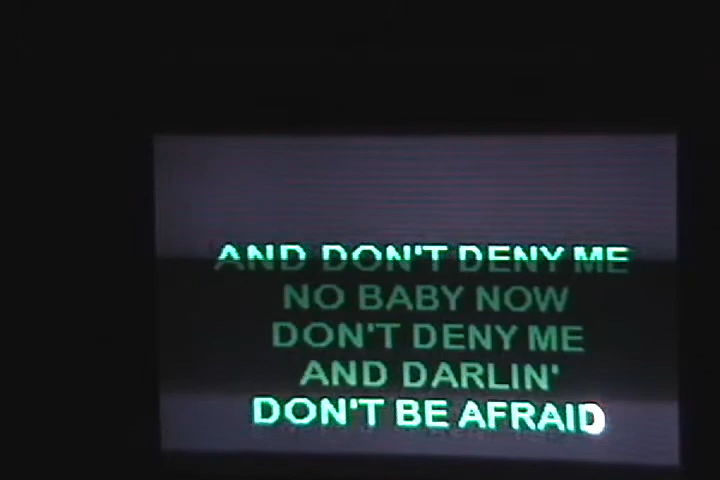 AND DON'T DENY ME
NO BABY NOW
DON'T DENY ME
AND DARLIN'
DON'T BE AFRAID